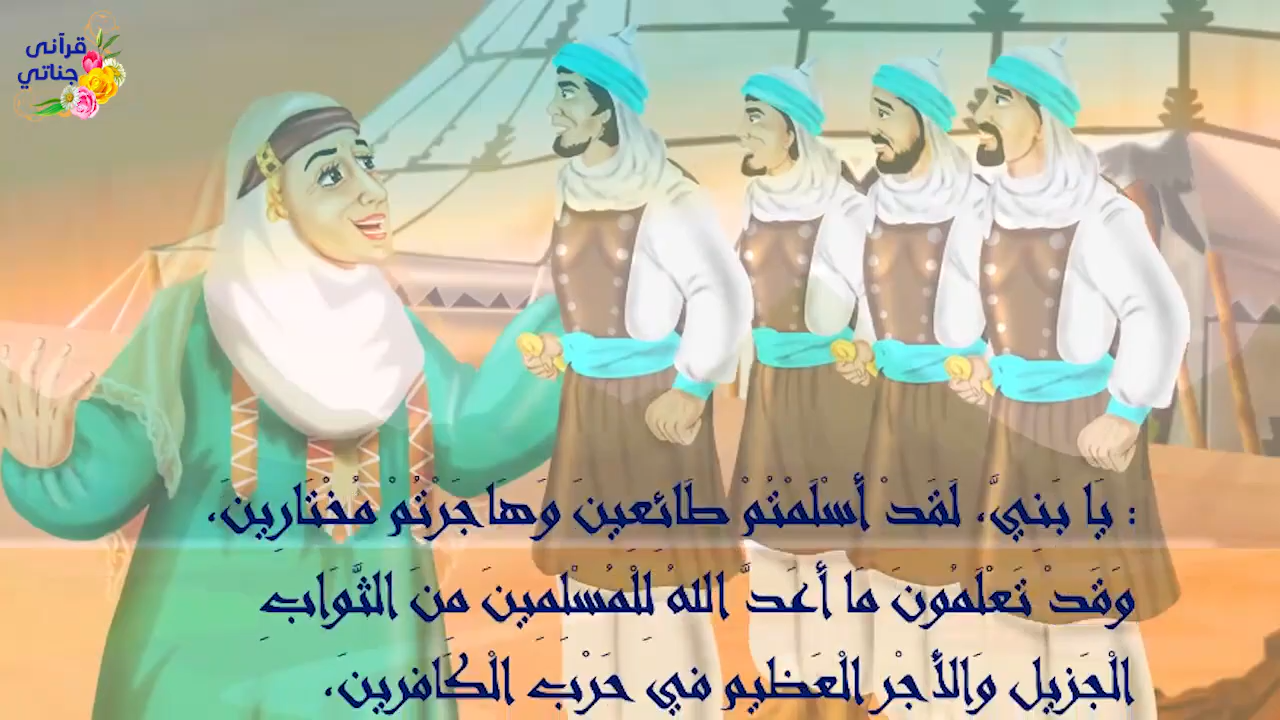 قرآنى
جناتي
: يَا بَنِيَّ، لَقَدْ أَسْلَمْتُمْ طَائِعِينَ وَهَاجَرْتُمْ مُخْتَارِينَ،
وَقَدْ تَعْلَمُونَ مَا أَعَدَّ اللهُ لِلْمُسْلِمِينَ مِنَ الثَّوَابِ
الْجَزِيلِ وَالأَجْرِ الْعَظِيمِ فِي حَرْبِ الْكَافِرِينَ،